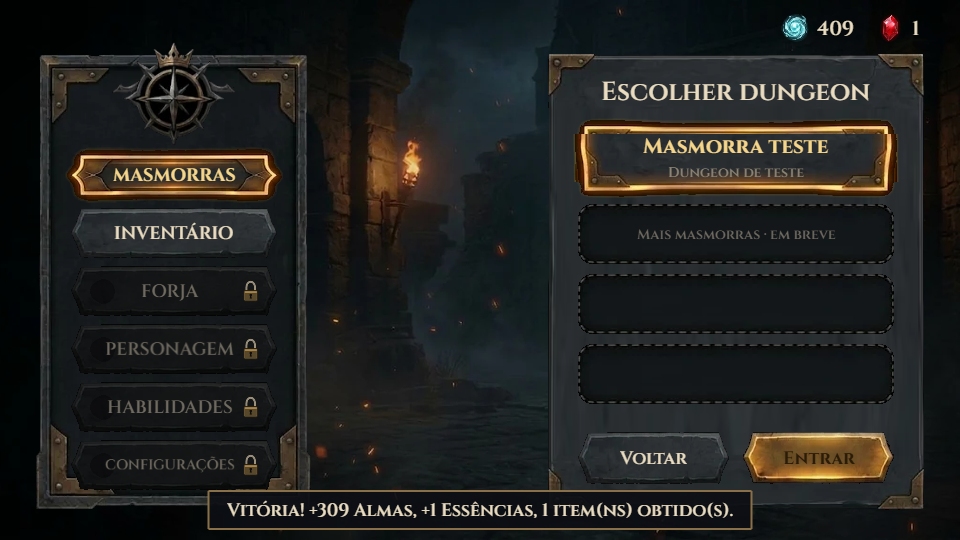 409 1
MASMORRAS
INVENTÁRIO
FORJA
PERSONAGEM
HABILIDADES
CONFIGURAÇÕES
ESCOLHER DUNGEON
MASMORRA TESTE
DUNGEON DE TESTE
MAIS MASMORRAS · EM BREVE
VOLTAR
ENTRAR
VITÓRIA! +309 ALMAS, +1 ESSÊNCIAS, 1 ITEM(NS) OBTIDO(S).